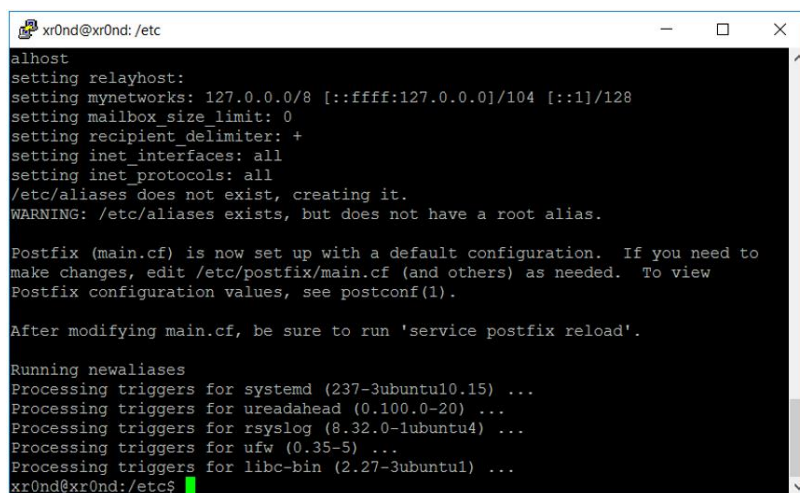 xr0nd@xr0nd: /etc
alhost
setting relayhost:
setting mynetworks: 127.0.0.0/8 [::ffff:127.0.0.0]/104 [::1]/128
setting mailbox_size_limit: 0
setting recipient_delimiter: +
setting inet_interfaces: all
setting inet_protocols: all
/etc/aliases does not exist, creating it.
WARNING: /etc/aliases exists, but does not have a root alias.
Postfix (main.cf) is now set up with a default configuration.  If you need to
make changes, edit /etc/postfix/main.cf (and others) as needed.  To view
Postfix configuration values, see postconf(1).
After modifying main.cf, be sure to run 'service postfix reload'.
Running newaliases
Processing triggers for systemd (237-3ubuntu10.15) ...
Processing triggers for ureadahead (0.100.0-20) ...
Processing triggers for rsyslog (8.32.0-1ubuntu4) ...
Processing triggers for ufw (0.35-5) ...
Processing triggers for libc-bin (2.27-3ubuntu1) ...
xr0nd@xr0nd:/etc$